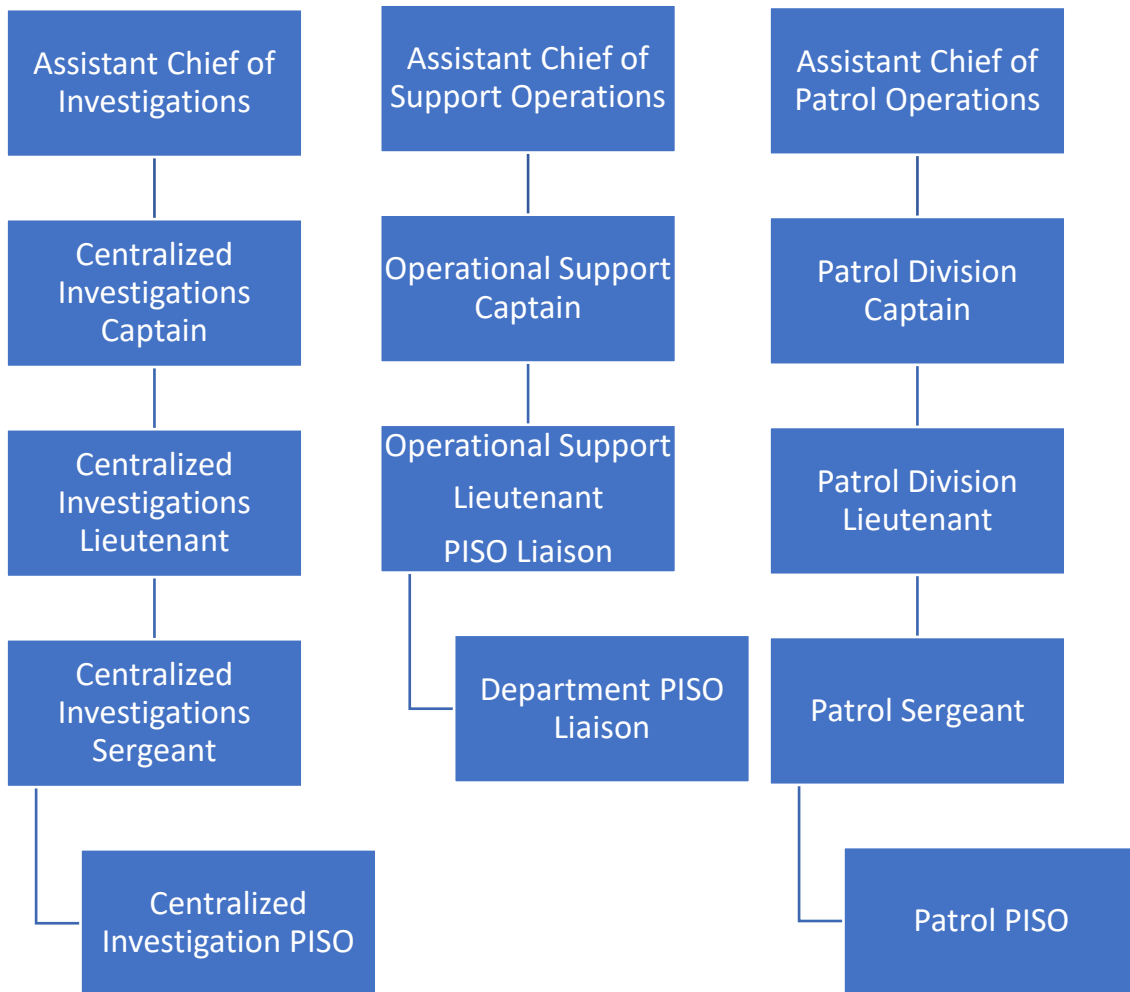 Assistant Chief of
Investigations
Centralized
Investigations
Captain
Centralized
Investigations
Lieutenant
Centralized
Investigations
Sergeant
Centralized
Investigation PISO
Assistant Chief of
Support Operations
Operational Support
Captain
Operational Support
Lieutenant
PISO Liaison
Department PISO
Liaison
Assistant Chief of
Patrol Operations
Patrol Division
Captain
Patrol Division
Lieutenant
Patrol Sergeant
Patrol PISO